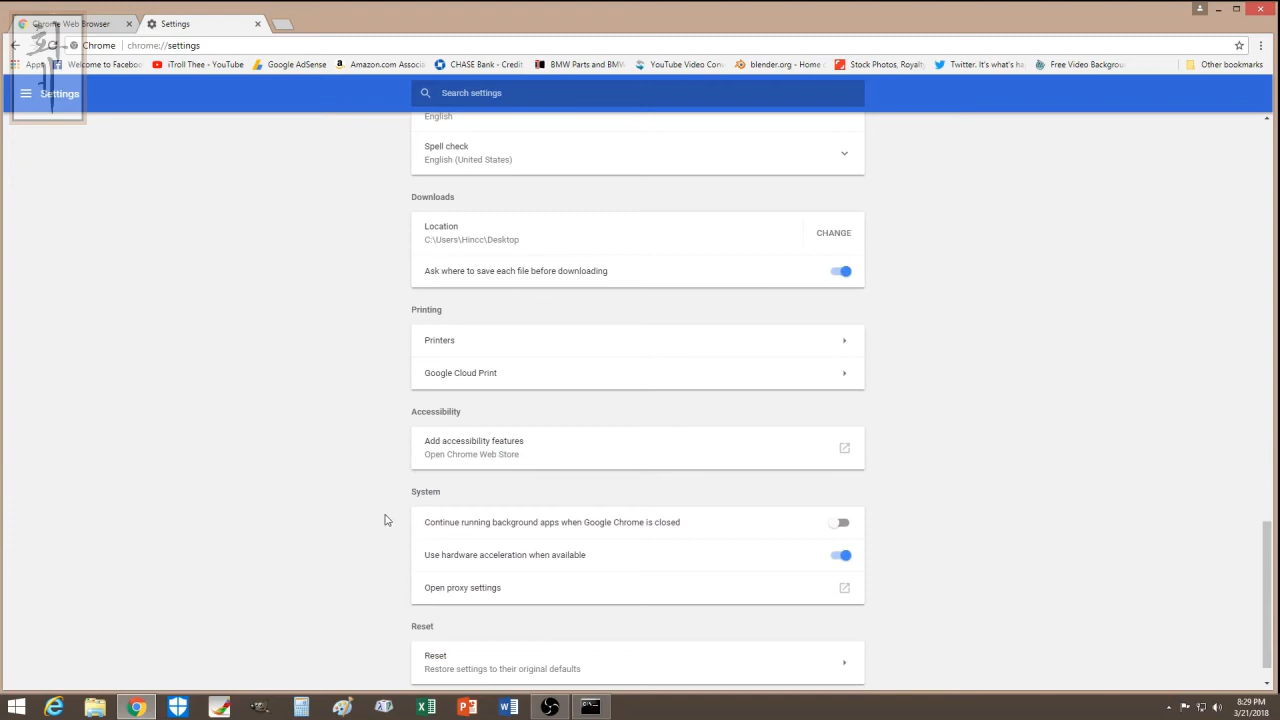 Chrome Web Browser
Settings
Chrome
chrome://settings
Apps
Welcome to Faceboo
iTroll Thee - YouTube
Google AdSense
Amazon.com Associa
CHASE Bank - Credit
BMW Parts and BMW
YouTube Video Conv
blender.org - Home o
Stock Photos, Royalty
Twitter. It's what's ha
Free Video Backgroun
Other bookmarks
Settings
Search settings
English
Spell check
English (United States)
Downloads
Location
C:\Users\Hincc\Desktop
CHANGE
Ask where to save each file before downloading
Printing
Printers
Google Cloud Print
Accessibility
Add accessibility features
Open Chrome Web Store
System
Continue running background apps when Google Chrome is closed
Use hardware acceleration when available
Open proxy settings
Reset
Reset
Restore settings to their original defaults
8:29 PM
3/21/2018